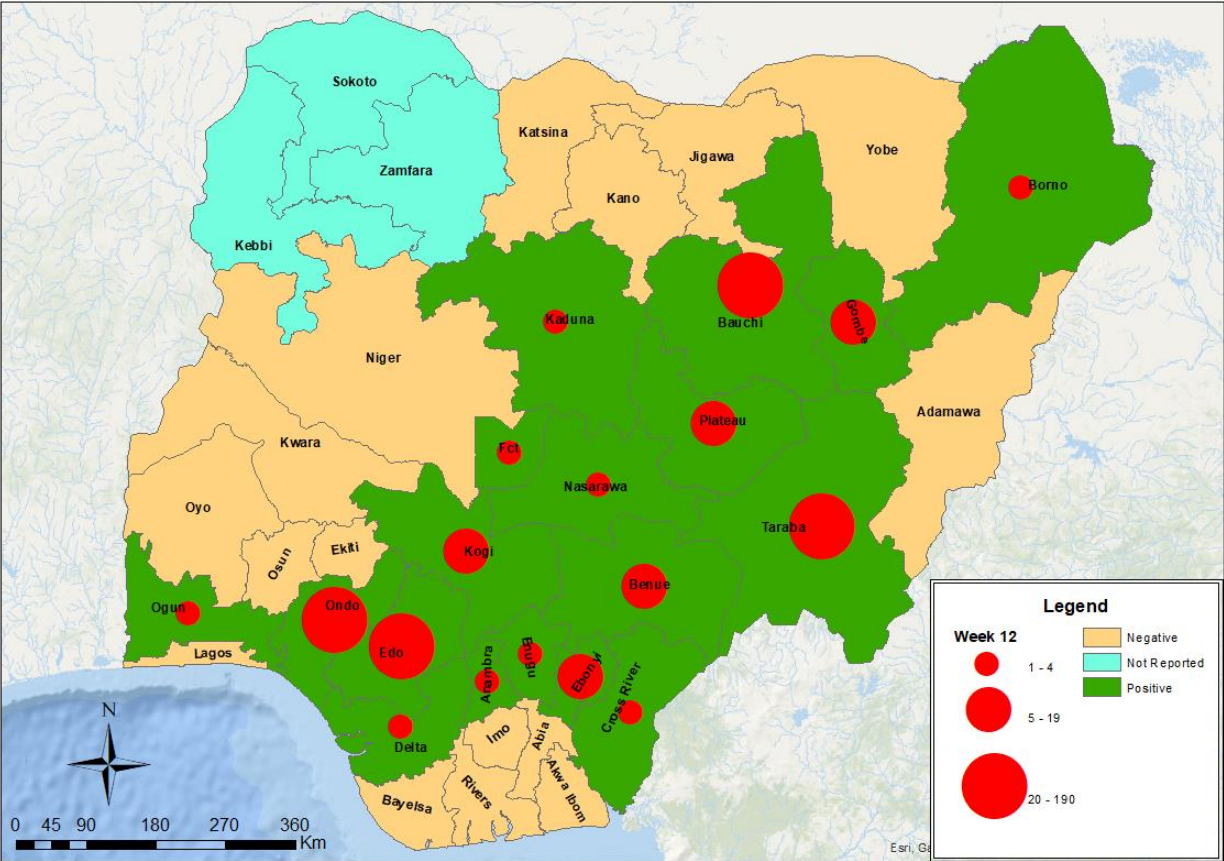 Sokoto
Katsina
Zamfara
Kano
Jigawa
Yobe
Borno
Kebbi
Kaduna
Bauchi
Gombe
Niger
Adamawa
Plateau
Kwara
Fct
Nasarawa
Oyo
Taraba
Osun
Ekiti
Kogi
Benue
Ogun
Ondo
Lagos
Edo
Anambra
Enugu
Ebonyi
Cross River
Delta
Imo
Abia
Akwa Ibom
Bayelsa
Rivers
N
0 45 90 180 270 360
Km
Esri,
Legend
Week 12
1 - 4
5 - 19
20 - 190
Negative
Not Reported
Positive